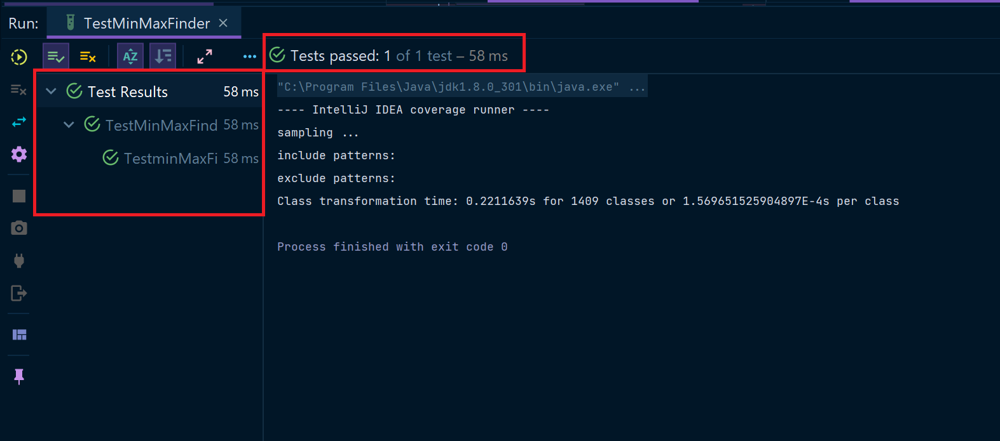 Run: TestMinMaxFinder ×
Tests passed: 1 of 1 test – 58 ms
Test Results 58 ms
TestMinMaxFind 58 ms
TestminMaxFi 58 ms
"C:\Program Files\Java\jdk1.8.0_301\bin\java.exe" ...
---- IntelliJ IDEA coverage runner ----
sampling ...
include patterns:
exclude patterns:
Class transformation time: 0.2211639s for 1409 classes or 1.569651525904897E-4s per class
Process finished with exit code 0